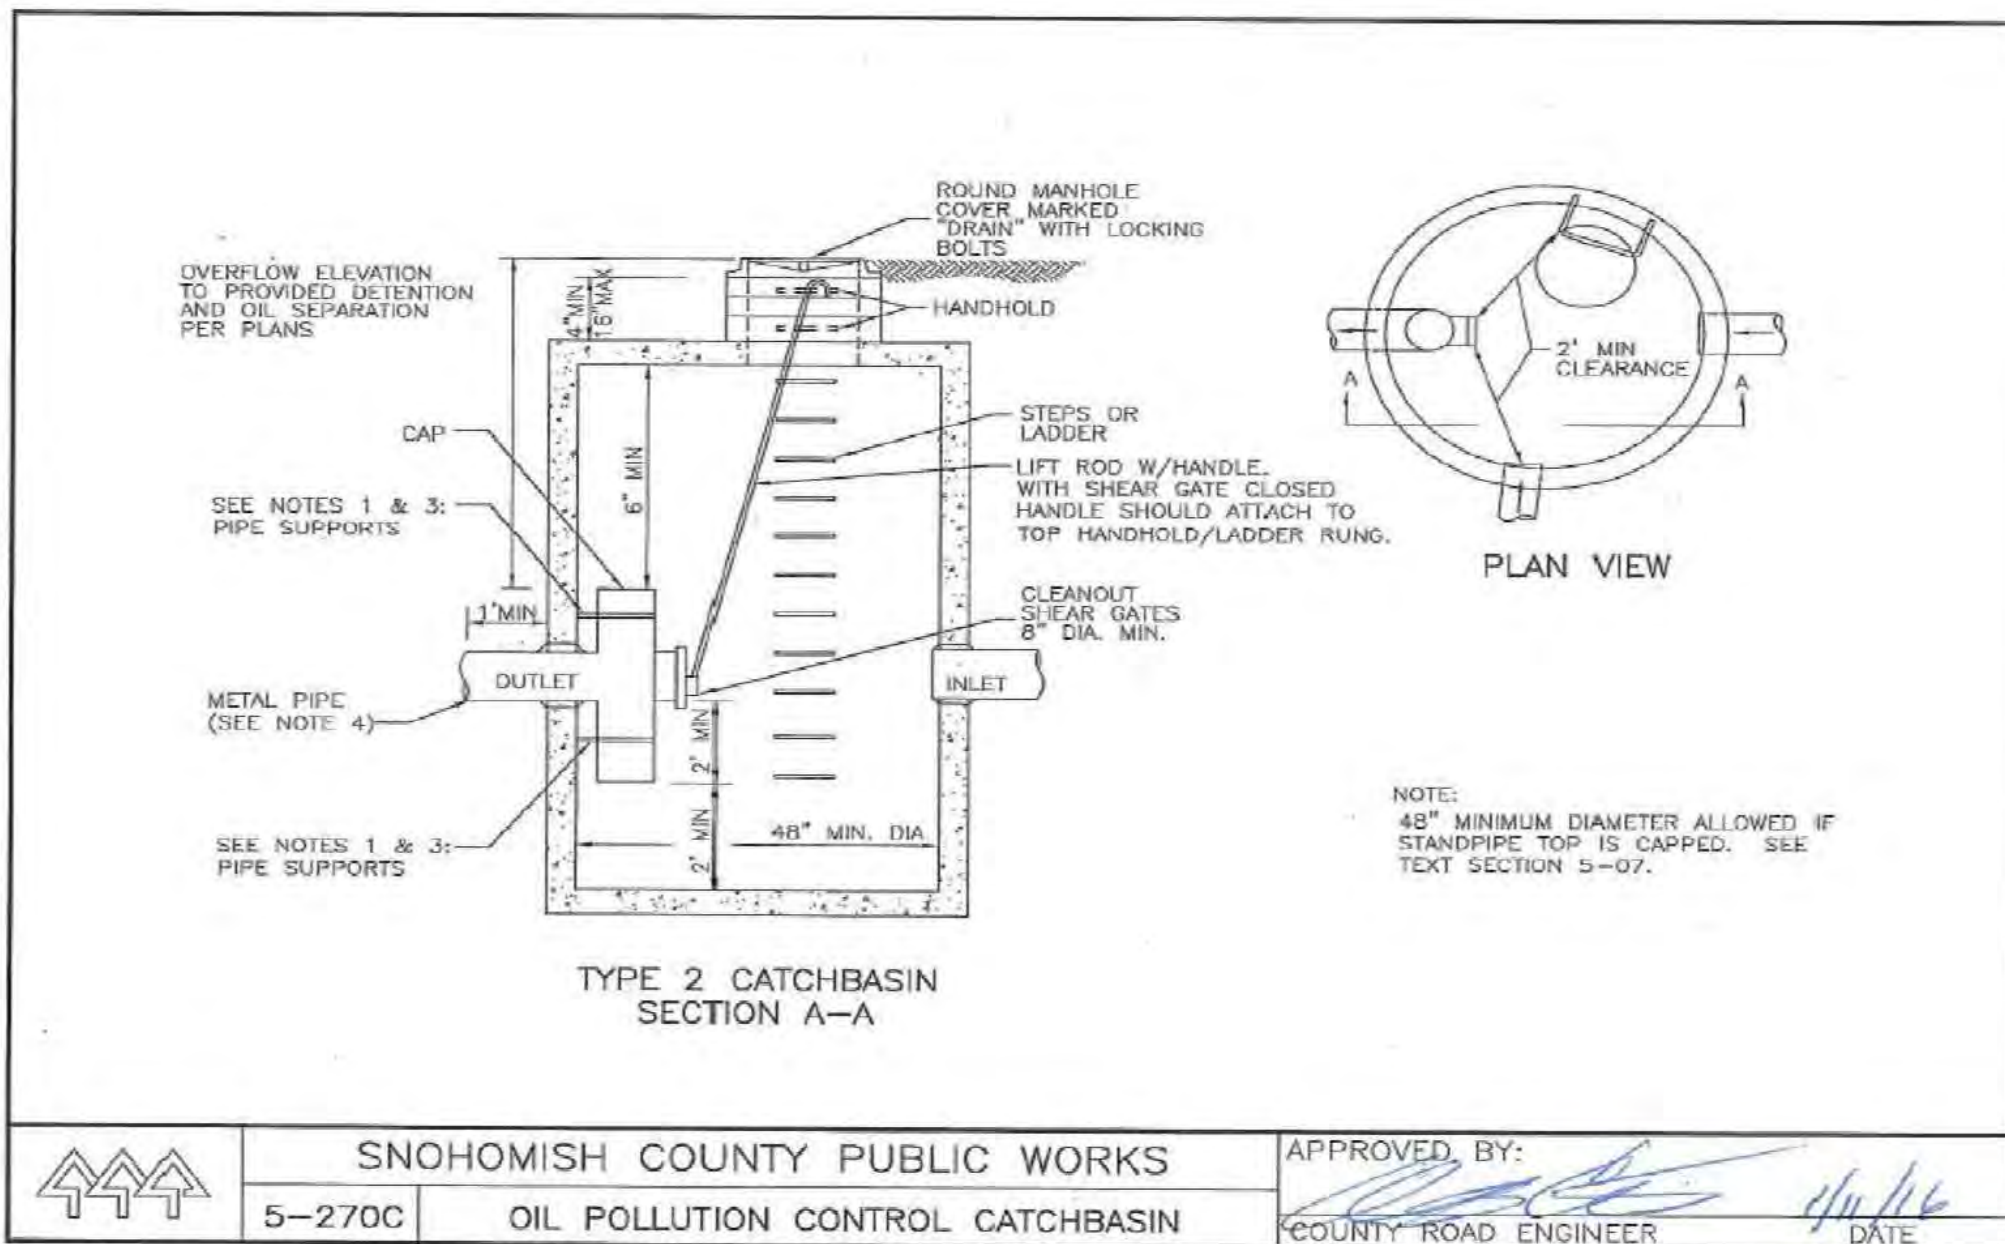 ROUND MANHOLE
COVER MARKED
"DRAIN" WITH LOCKING
BOLTS
OVERFLOW ELEVATION
TO PROVIDED DETENTION
AND OIL SEPARATION
PER PLANS
4"MIN
16"MAX
HANDHOLD
CAP
6" MIN
STEPS OR
LADDER
LIFT ROD W/HANDLE.
WITH SHEAR GATE CLOSED
HANDLE SHOULD ATTACH TO
TOP HANDHOLD/LADDER RUNG.
SEE NOTES 1 & 3:
PIPE SUPPORTS
1'MIN
CLEANOUT
SHEAR GATES
8" DIA. MIN.
OUTLET
INLET
METAL PIPE
(SEE NOTE 4)
2' MIN
2' MIN
48" MIN. DIA
SEE NOTES 1 & 3:
PIPE SUPPORTS
TYPE 2 CATCHBASIN
SECTION A-A
2' MIN
CLEARANCE
A
A
PLAN VIEW
NOTE:
48" MINIMUM DIAMETER ALLOWED IF
STANDPIPE TOP IS CAPPED. SEE
TEXT SECTION 5-07.
SNOHOMISH COUNTY PUBLIC WORKS
5-270C
OIL POLLUTION CONTROL CATCHBASIN
APPROVED BY:
COUNTY ROAD ENGINEER
DATE